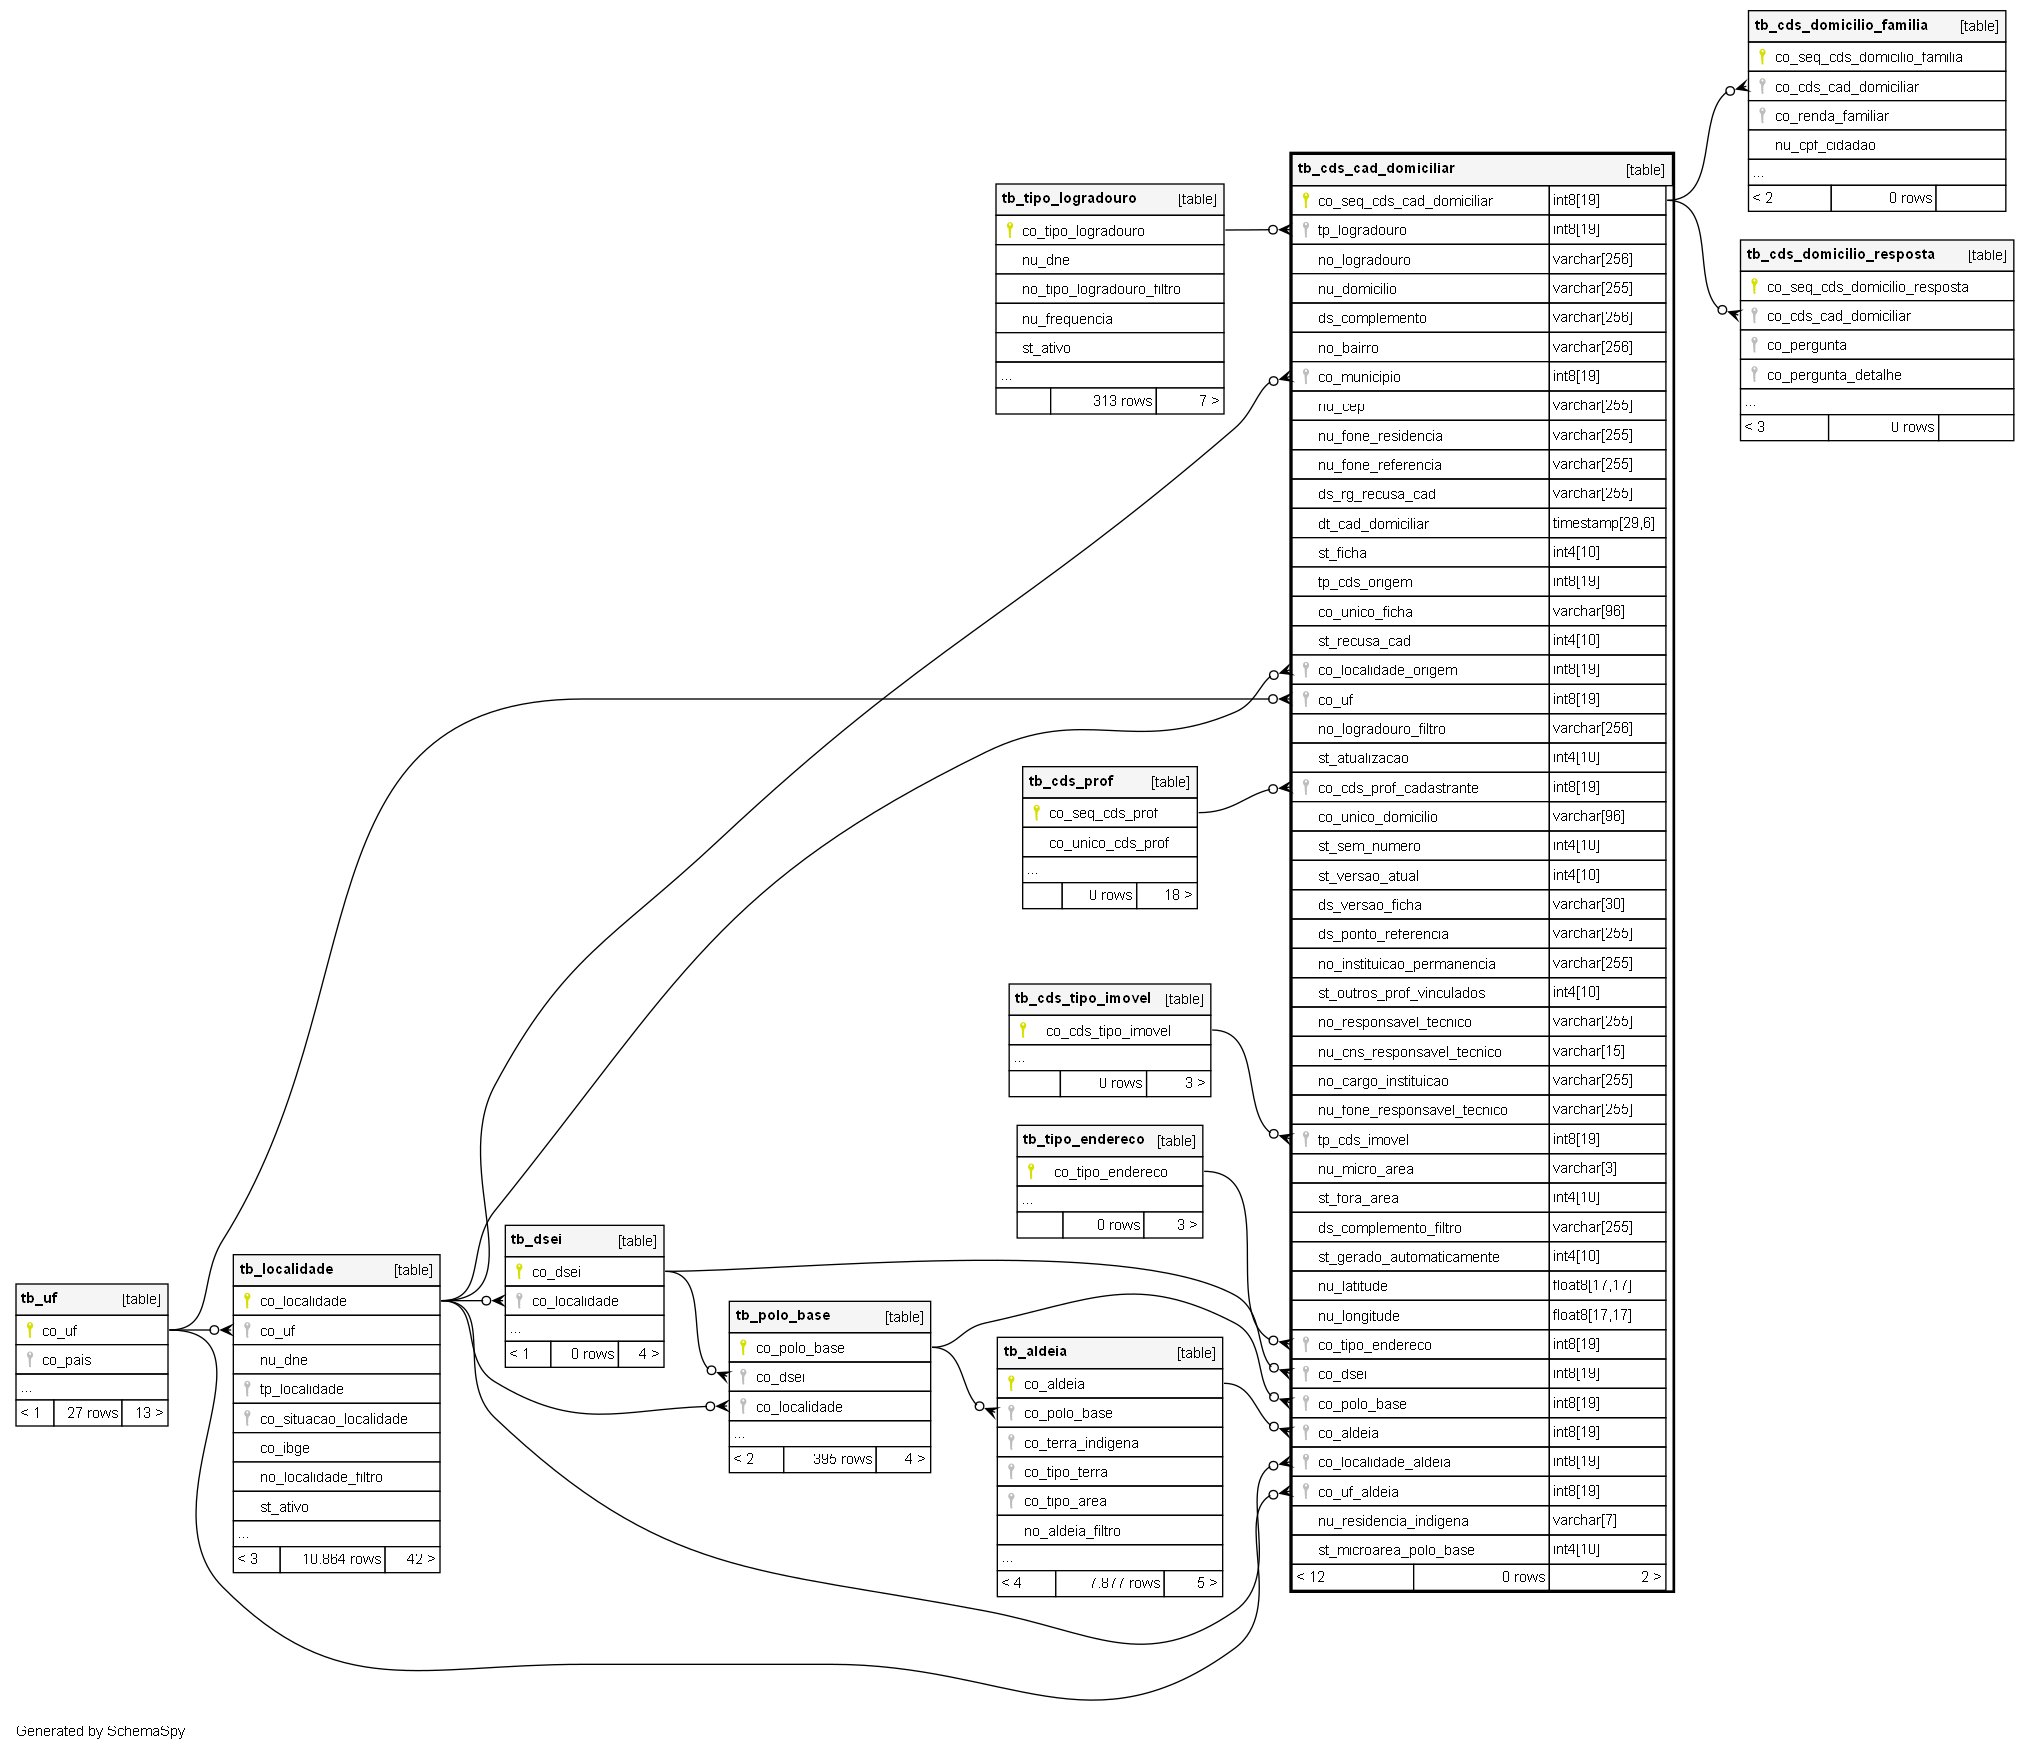 tb_cds_domicilio_familia [table]
co_seq_cds_domicilio_familia
co_cds_cad_domiciliar
co_renda_familiar
nu_cpf_cidadao
...
< 2 0 rows
tb_cds_domicilio_resposta [table]
co_seq_cds_domicilio_resposta
co_cds_cad_domiciliar
co_pergunta
co_pergunta_detalhe
...
< 3 0 rows
tb_cds_cad_domiciliar [table]
co_seq_cds_cad_domiciliar int8[19]
tp_logradouro int8[19]
no_logradouro varchar[256]
nu_domicilio varchar[255]
ds_complemento varchar[256]
no_bairro varchar[256]
co_municipio int8[19]
nu_cep varchar[255]
nu_fone_residencia varchar[255]
nu_fone_referencia varchar[255]
ds_rg_recusa_cad varchar[255]
dt_cad_domiciliar timestamp[29,6]
st_ficha int4[10]
tp_cds_origem int8[19]
co_unico_ficha varchar[96]
st_recusa_cad int4[10]
co_localidade_origem int8[19]
co_uf int8[19]
no_logradouro_filtro varchar[256]
st_atualizacao int4[10]
co_cds_prof_cadastrante int8[19]
co_unico_domicilio varchar[96]
st_sem_numero int4[10]
st_versao_atual int4[10]
ds_versao_ficha varchar[30]
ds_ponto_referencia varchar[255]
no_instituicao_permanencia varchar[255]
st_outros_prof_vinculados int4[10]
no_responsavel_tecnico varchar[255]
nu_cns_responsavel_tecnico varchar[15]
no_cargo_instituicao varchar[255]
nu_fone_responsavel_tecnico varchar[255]
tp_cds_imovel int8[19]
nu_micro_area varchar[3]
st_fora_area int4[10]
ds_complemento_filtro varchar[255]
st_gerado_automaticamente int4[10]
nu_latitude float8[17,17]
nu_longitude float8[17,17]
co_tipo_endereco int8[19]
co_dsei int8[19]
co_polo_base int8[19]
co_aldeia int8[19]
co_localidade_aldeia int8[19]
co_uf_aldeia int8[19]
nu_residencia_indigena varchar[7]
st_microarea_polo_base int4[10]
< 12 0 rows 2 >
tb_tipo_logradouro [table]
co_tipo_logradouro
nu_dne
no_tipo_logradouro_filtro
nu_frequencia
st_ativo
...
313 rows 7 >
tb_cds_prof [table]
co_seq_cds_prof
co_unico_cds_prof
...
0 rows 18 >
tb_cds_tipo_imovel [table]
co_cds_tipo_imovel
...
0 rows 3 >
tb_tipo_endereco [table]
co_tipo_endereco
...
0 rows 3 >
tb_uf [table]
co_uf
co_pais
...
< 1 27 rows 13 >
tb_localidade [table]
co_localidade
co_uf
nu_dne
tp_localidade
co_situacao_localidade
co_ibge
no_localidade_filtro
st_ativo
...
< 3 10.864 rows 42 >
tb_dsei [table]
co_dsei
co_localidade
...
< 1 0 rows 4 >
tb_polo_base [table]
co_polo_base
co_dsei
co_localidade
...
< 2 395 rows 4 >
tb_aldeia [table]
co_aldeia
co_polo_base
co_terra_indigena
co_tipo_terra
co_tipo_area
no_aldeia_filtro
...
< 4 7.877 rows 5 >
Generated by SchemaSpy